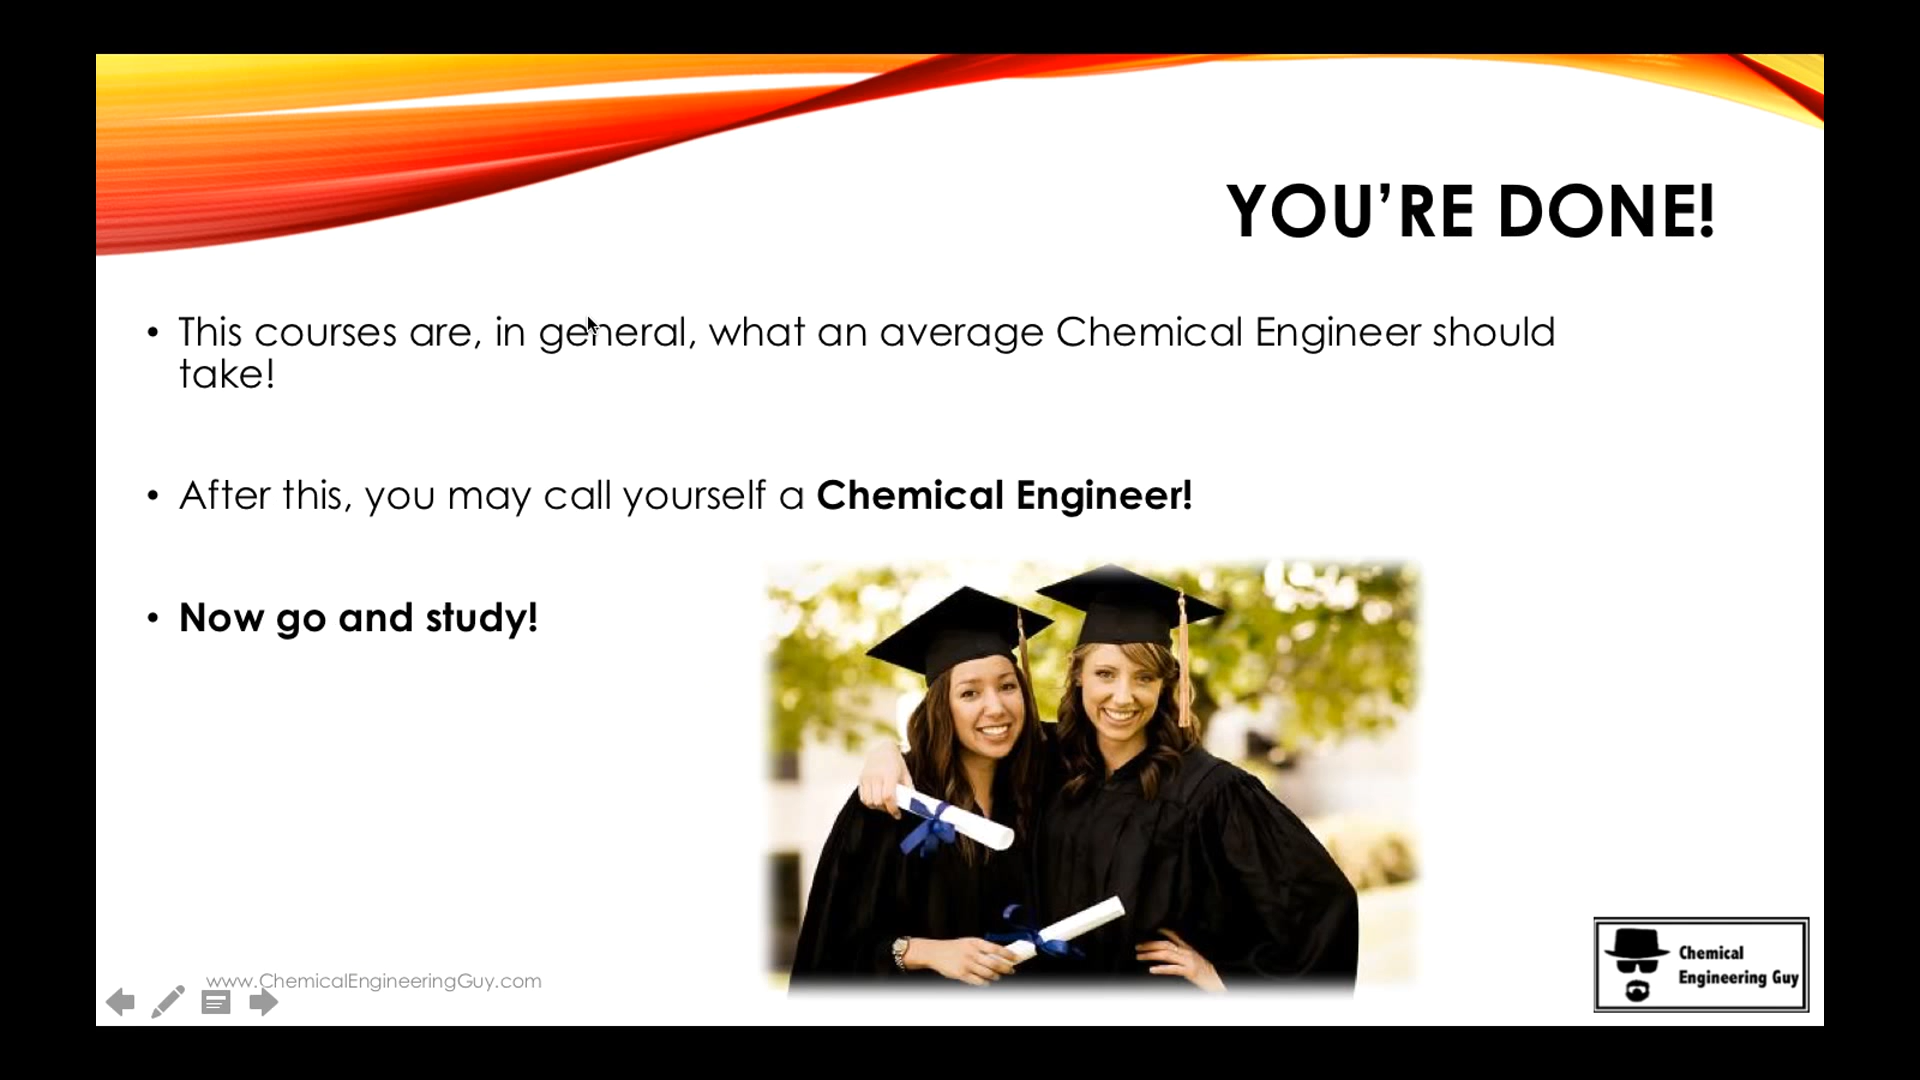 YOU’RE DONE!
• This courses are, in general, what an average Chemical Engineer should
take!
• After this, you may call yourself a Chemical Engineer!
• Now go and study!
www.ChemicalEngineeringGuy.com
Chemical
Engineering Guy